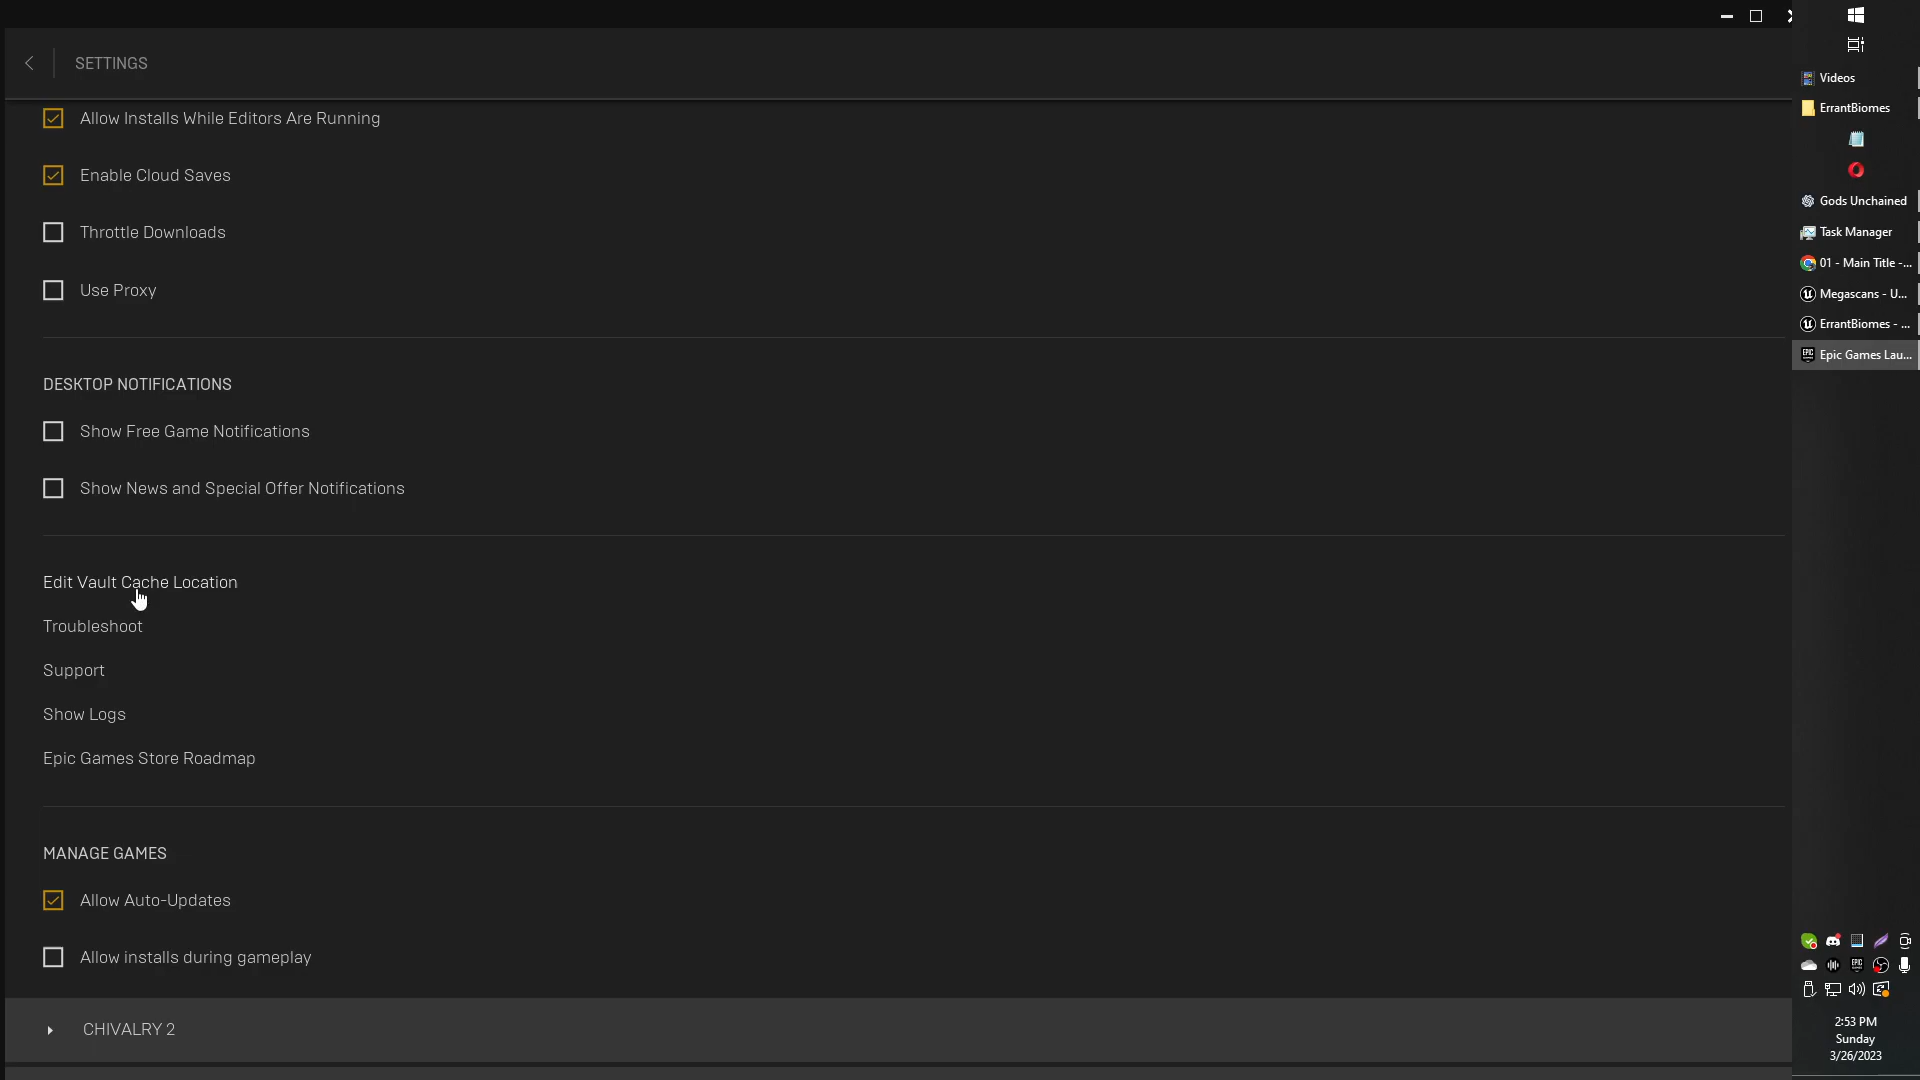 SETTINGS
Allow Installs While Editors Are Running
Enable Cloud Saves
Throttle Downloads
Use Proxy
DESKTOP NOTIFICATIONS
Show Free Game Notifications
Show News and Special Offer Notifications
Edit Vault Cache Location
Troubleshoot
Support
Show Logs
Epic Games Store Roadmap
MANAGE GAMES
Allow Auto-Updates
Allow installs during gameplay
CHIVALRY 2
Videos
ErrantBiomes
Gods Unchained
Task Manager
01 - Main Title -...
Megascans - U...
ErrantBiomes - ...
EPIC
Epic Games Lau...
EPIC
2:53 PM
Sunday
3/26/2023